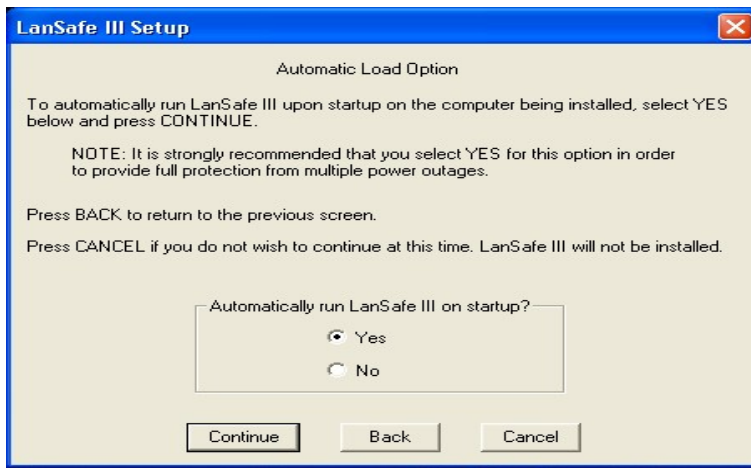 LanSafe III Setup
Automatic Load Option
To automatically run LanSafe III upon startup on the computer being installed, select YES
below and press CONTINUE.
NOTE: It is strongly recommended that you select YES for this option in order
to provide full protection from multiple power outages.
Press BACK to return to the previous screen.
Press CANCEL if you do not wish to continue at this time. LanSafe III will not be installed.
Automatically run LanSafe III on startup?
Yes
No
Continue Back Cancel